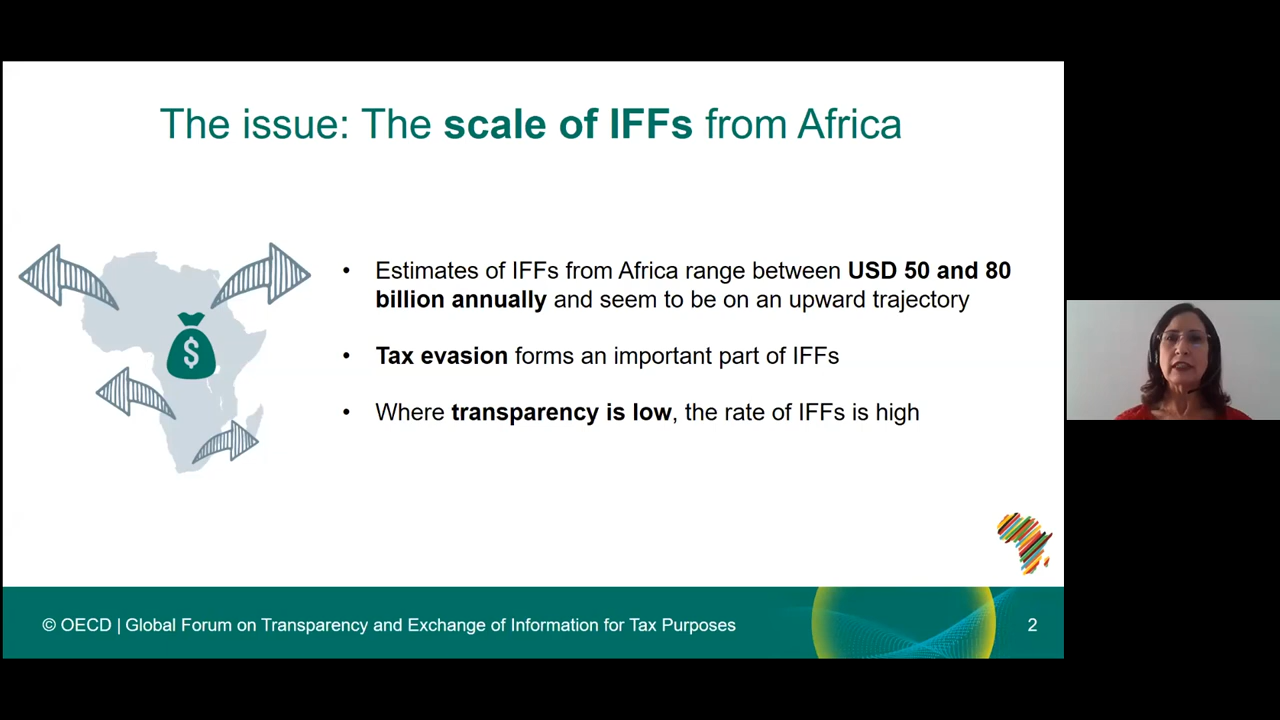 The issue: The scale of IFFs from Africa
$
• Estimates of IFFs from Africa range between USD 50 and 80
billion annually and seem to be on an upward trajectory
• Tax evasion forms an important part of IFFs
• Where transparency is low, the rate of IFFs is high
© OECD | Global Forum on Transparency and Exchange of Information for Tax Purposes
2